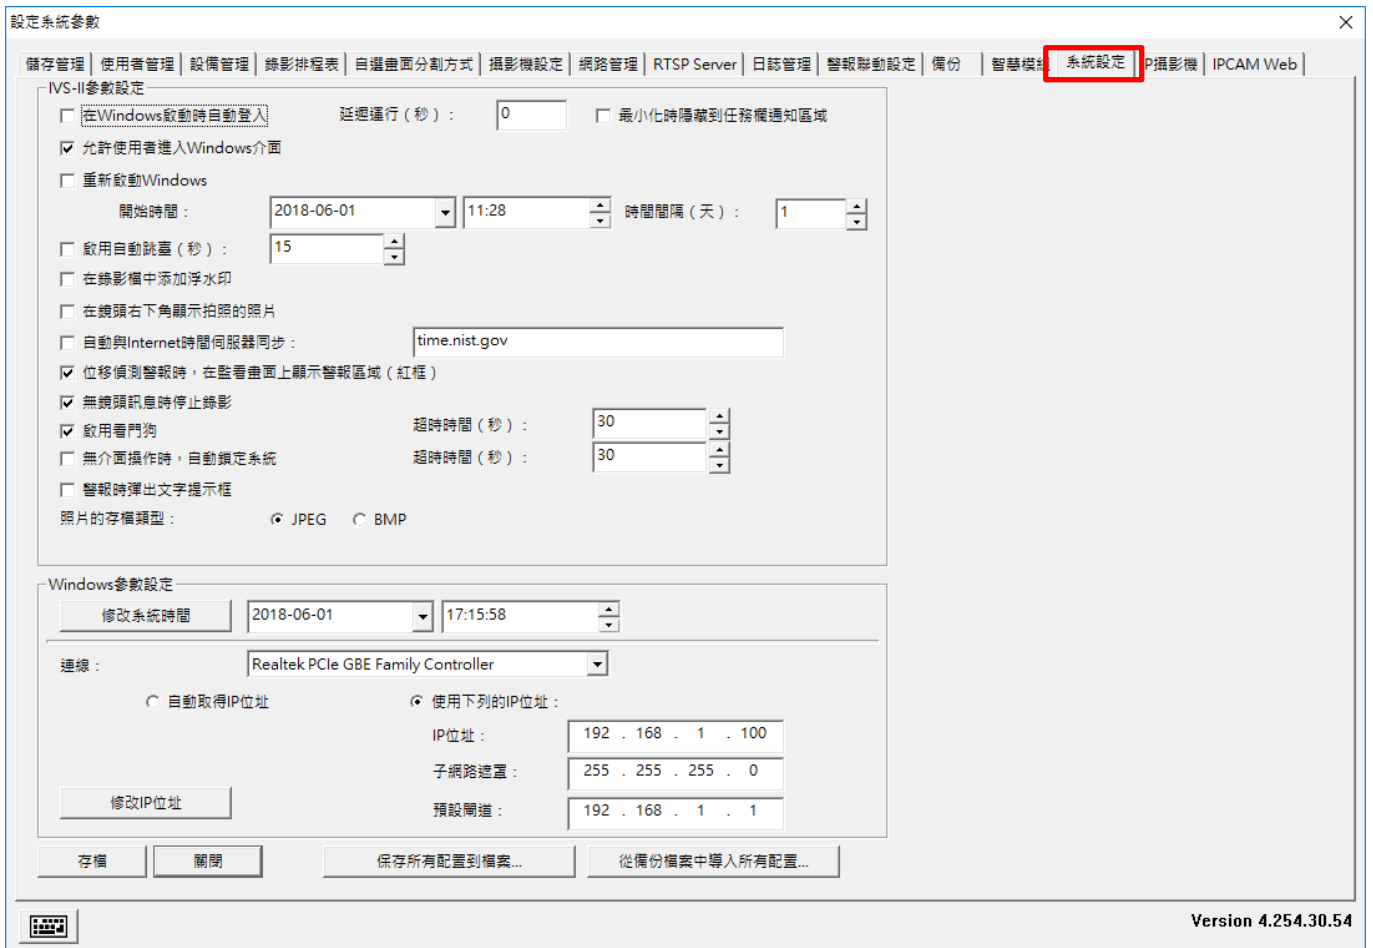 設定系統參數
儲存管理 使用者管理 設備管理 錄影排程表 自選畫面分割方式 攝影機設定 網路管理 RTSP Server 日誌管理 警報聯動設定 備份 智慧模組 系統設定 P攝影機 IPCAM Web
IVS-II參數設定
在Windows啟動時自動登入 延遲運行（秒）： 0 最小化時隱藏到任務欄通知區域
允許使用者進入Windows介面
重新啟動Windows
開始時間： 2018-06-01 11:28 時間間隔（天）： 1
啟用自動跳臺（秒）： 15
在錄影檔中添加浮水印
在鏡頭右下角顯示拍照的照片
自動與Internet時間伺服器同步： time.nist.gov
位移偵測警報時，在監看畫面上顯示警報區域（紅框）
無鏡頭訊息時停止錄影
啟用看門狗 超時時間（秒）： 30
無介面操作時，自動鎖定系統 超時時間（秒）： 30
警報時彈出文字提示框
照片的存檔類型： JPEG BMP
Windows參數設定
修改系統時間 2018-06-01 17:15:58
連線： Realtek PCIe GBE Family Controller
自動取得IP位址 使用下列的IP位址：
IP位址： 192 . 168 . 1 . 100
子網路遮罩： 255 . 255 . 255 . 0
修改IP位址
預設閘道： 192 . 168 . 1 . 1
存檔 關閉 保存所有配置到檔案... 從備份檔案中導入所有配置...
Version 4.254.30.54